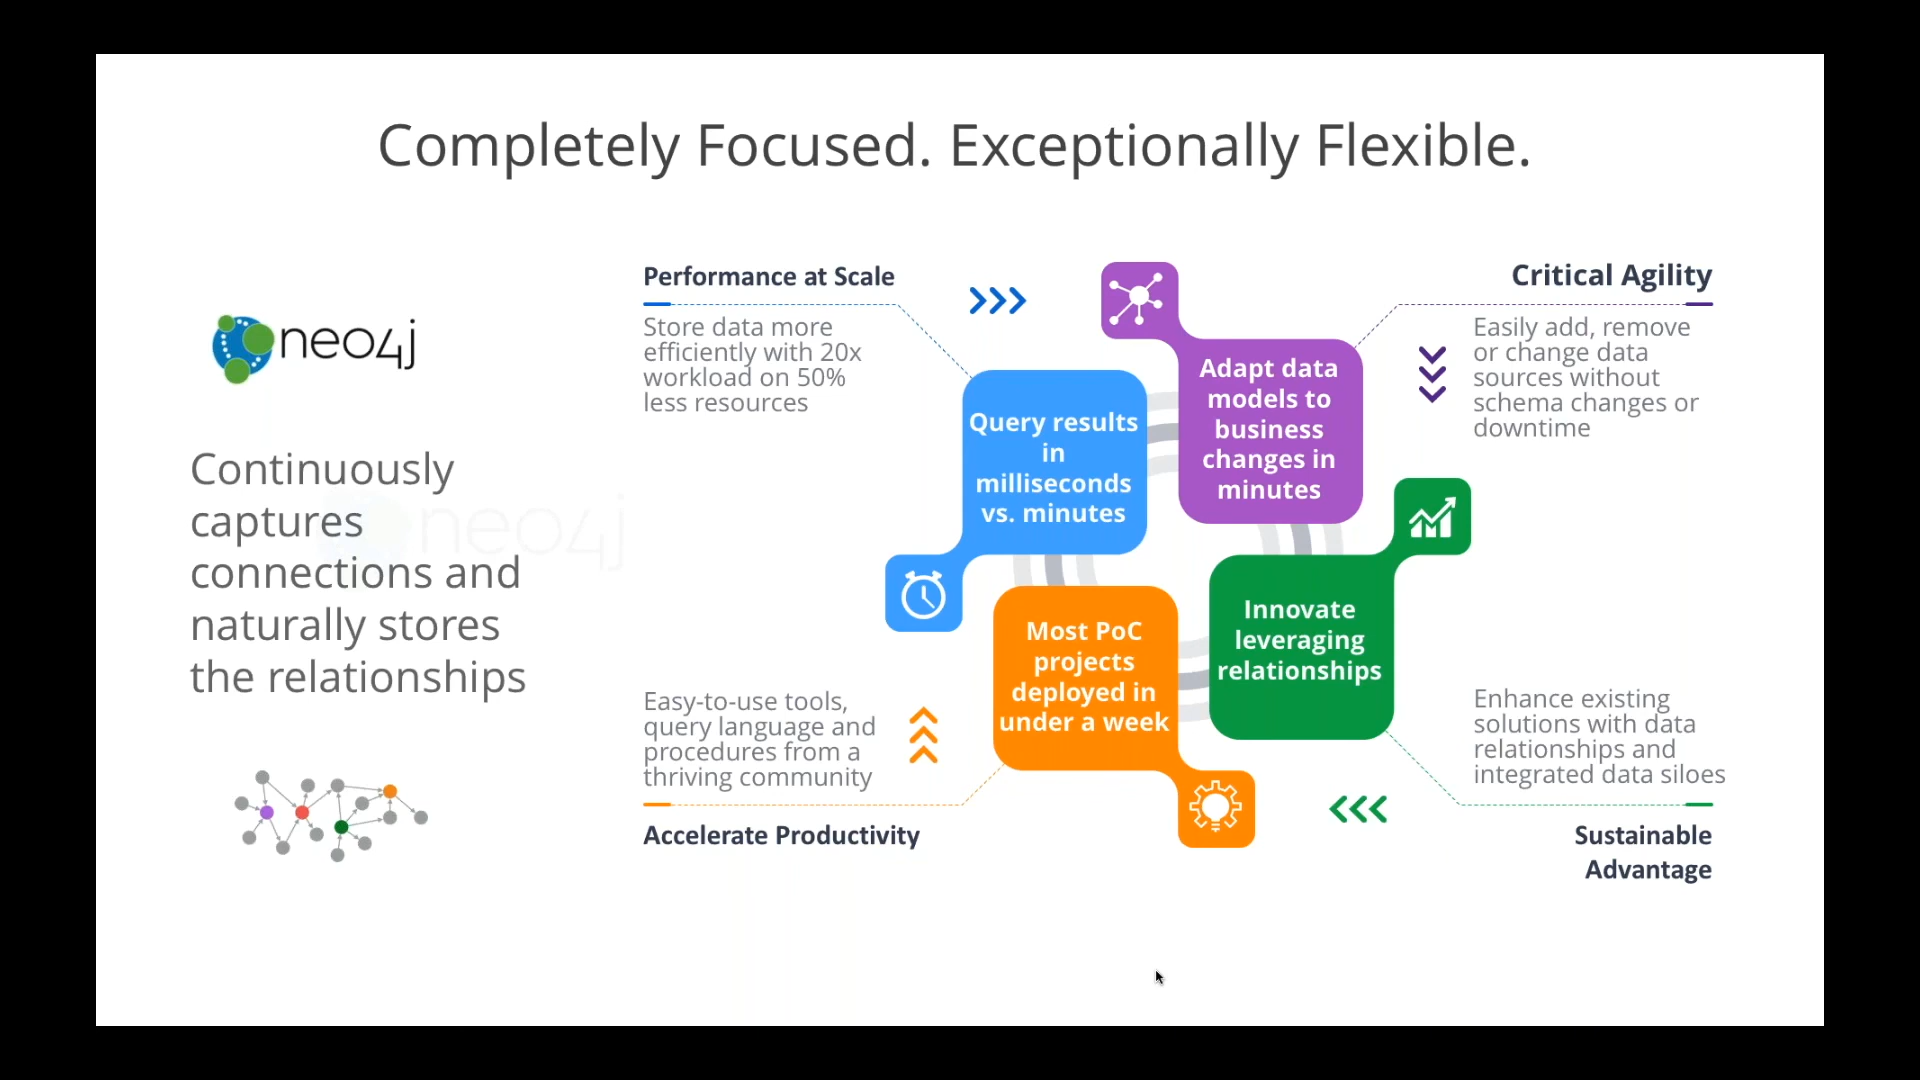 Completely Focused. Exceptionally Flexible.
neo4j
Continuously
captures
connections and
naturally stores
the relationships
neo4j
Performance at Scale
Store data more
efficiently with 20x
workload on 50%
less resources
Query results
in
milliseconds
vs. minutes
Adapt data
models to
business
changes in
minutes
Critical Agility
Easily add, remove
or change data
sources without
schema changes or
downtime
Easy-to-use tools,
query language and
procedures from a
thriving community
Accelerate Productivity
Most PoC
projects
deployed in
under a week
Innovate
leveraging
relationships
Enhance existing
solutions with data
relationships and
integrated data siloes
Sustainable
Advantage